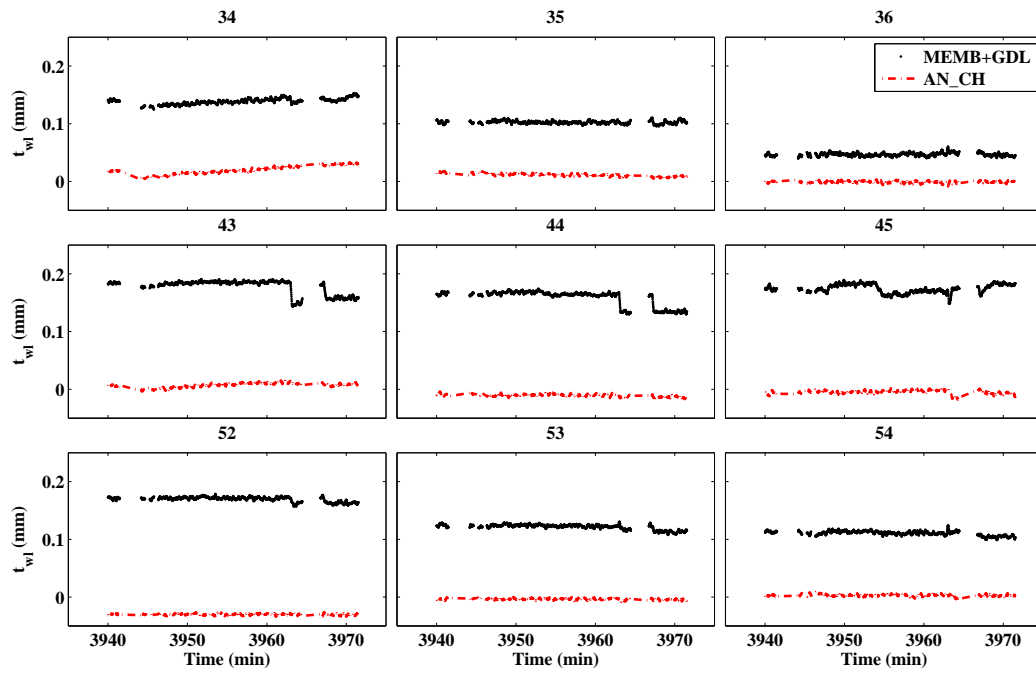 34 35 36
0.2 MEMB+GDL
AN_CH
0.1
0
t_wl (mm)
43 44 45
0.2
0.1
0
t_wl (mm)
52 53 54
0.2
0.1
0
t_wl (mm)
3940 3950 3960 3970 3940 3950 3960 3970 3940 3950 3960 3970
Time (min) Time (min) Time (min)